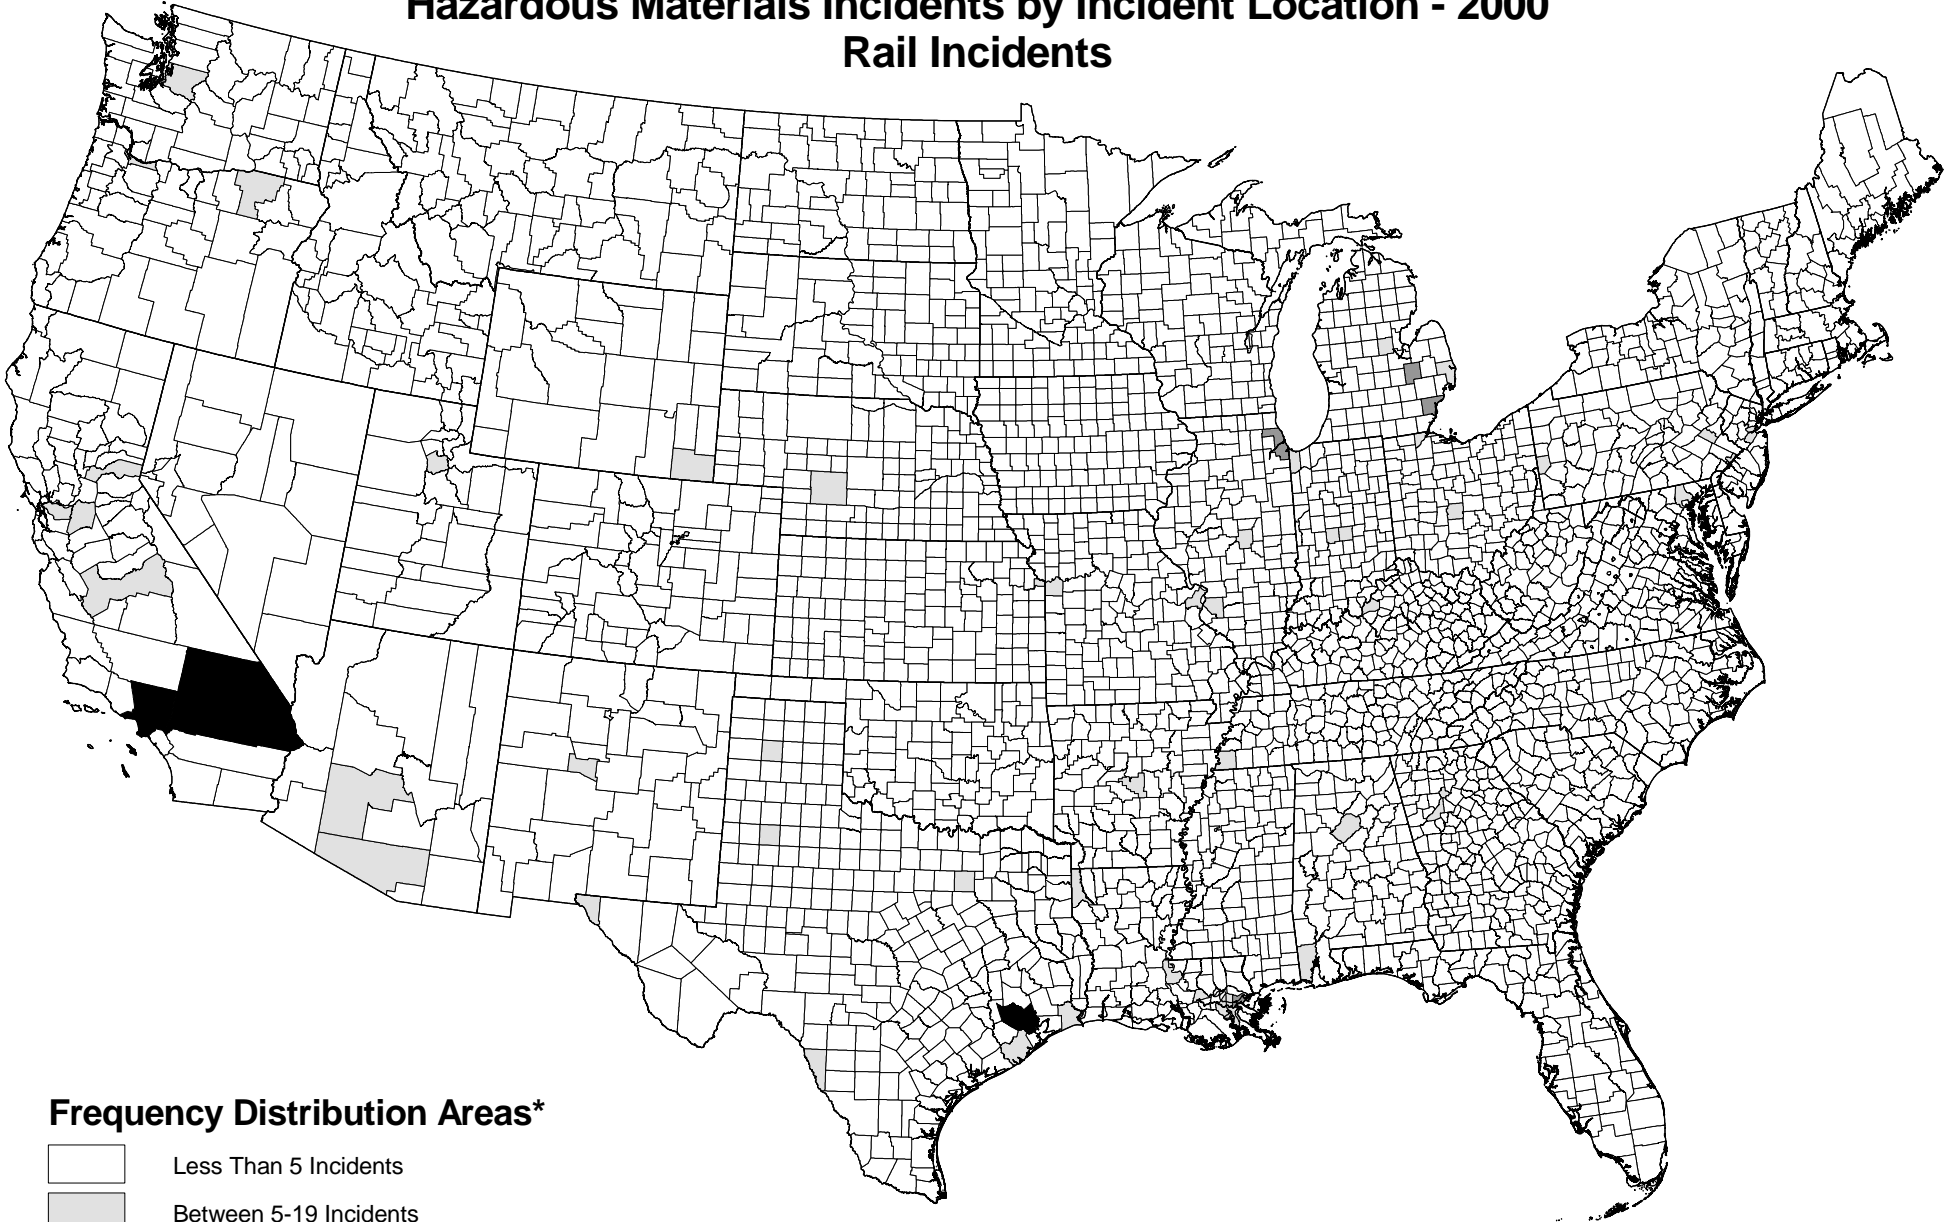 Hazardous Materials Incidents by Incident Location - 2000
Rail Incidents
Frequency Distribution Areas*
Less Than 5 Incidents
Between 5-19 Incidents